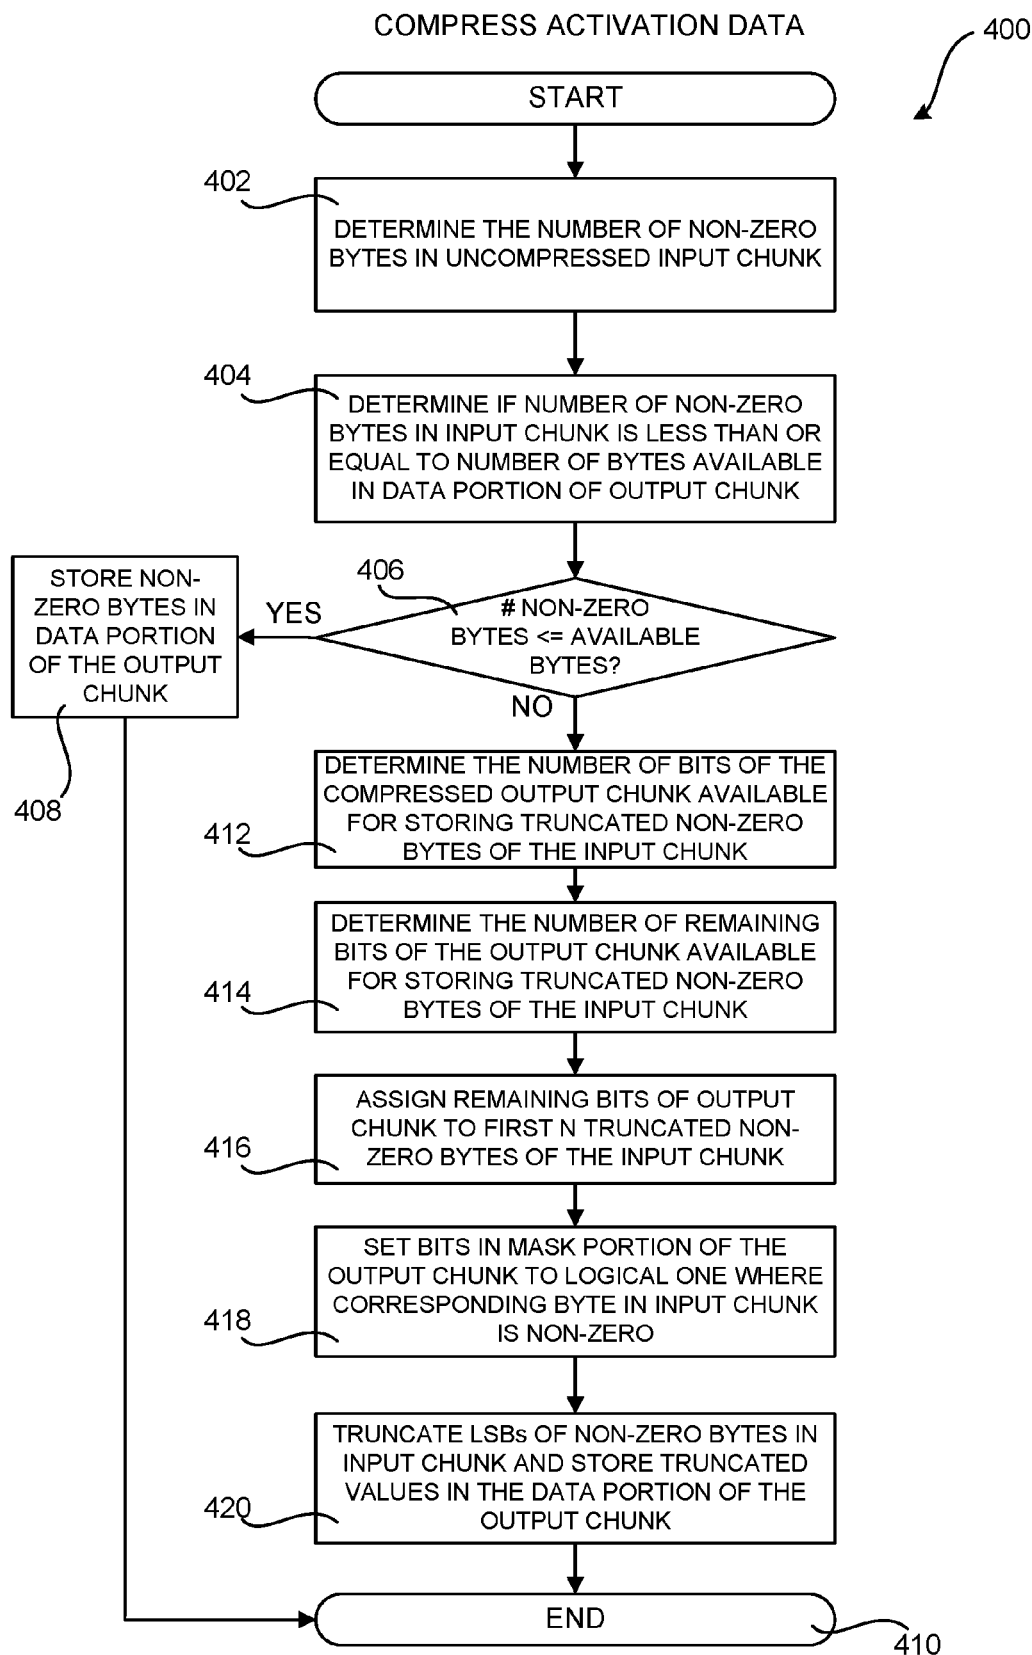 COMPRESS ACTIVATION DATA
400
START
402
DETERMINE THE NUMBER OF NON-ZERO
BYTES IN UNCOMPRESSED INPUT CHUNK
404
DETERMINE IF NUMBER OF NON-ZERO
BYTES IN INPUT CHUNK IS LESS THAN OR
EQUAL TO NUMBER OF BYTES AVAILABLE
IN DATA PORTION OF OUTPUT CHUNK
406
# NON-ZERO
BYTES <= AVAILABLE
BYTES?
YES
STORE NON-
ZERO BYTES IN
DATA PORTION
OF THE OUTPUT
CHUNK
408
NO
DETERMINE THE NUMBER OF BITS OF THE
COMPRESSED OUTPUT CHUNK AVAILABLE
FOR STORING TRUNCATED NON-ZERO
BYTES OF THE INPUT CHUNK
412
DETERMINE THE NUMBER OF REMAINING
BITS OF THE OUTPUT CHUNK AVAILABLE
FOR STORING TRUNCATED NON-ZERO
BYTES OF THE INPUT CHUNK
414
ASSIGN REMAINING BITS OF OUTPUT
CHUNK TO FIRST N TRUNCATED NON-
ZERO BYTES OF THE INPUT CHUNK
416
SET BITS IN MASK PORTION OF THE
OUTPUT CHUNK TO LOGICAL ONE WHERE
CORRESPONDING BYTE IN INPUT CHUNK
IS NON-ZERO
418
TRUNCATE LSBs OF NON-ZERO BYTES IN
INPUT CHUNK AND STORE TRUNCATED
VALUES IN THE DATA PORTION OF THE
OUTPUT CHUNK
420
END
410